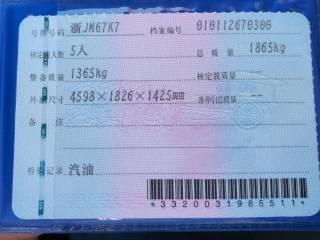 号牌号码 浙JM67K7 档案编号 010112670300
核定载人数 5人 总质量 1865kg
整备质量 1365kg 核定载质量 --
外廓尺寸 4598×1826×1425mm 准牵引总质量 --
备注
检验记录 汽油
*3320031985511*